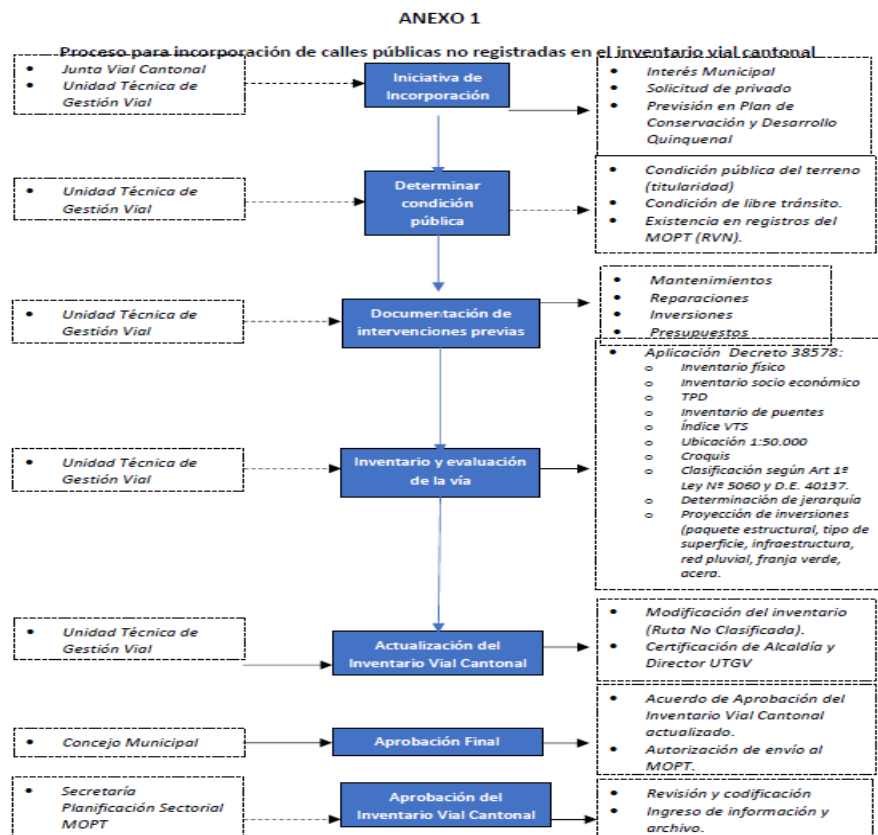 ANEXO 1
Proceso para incorporación de calles públicas no registradas en el inventario vial cantonal
• Junta Vial Cantonal
• Unidad Técnica de
Gestión Vial
Iniciativa de
Incorporación
• Interés Municipal
• Solicitud de privado
• Previsión en Plan de
Conservación y Desarrollo
Quinquenal
• Unidad Técnica de
Gestión Vial
Determinar
condición
pública
• Condición pública del terreno
(titularidad)
• Condición de libre tránsito.
• Existencia en registros del
MOPT (RVN).
• Unidad Técnica de
Gestión Vial
Documentación de
intervenciones previas
• Mantenimientos
• Reparaciones
• Inversiones
• Presupuestos
• Unidad Técnica de
Gestión Vial
Inventario y evaluación
de la vía
• Aplicación Decreto 38578:
o Inventario físico
o Inventario socio económico
o TPD
o Inventario de puentes
o Índice VTS
o Ubicación 1:50.000
o Croquis
o Clasificación según Art 1º
Ley Nº 5060 y D.E. 40137.
o Determinación de jerarquía
o Proyección de inversiones
(paquete estructural, tipo de
superficie, infraestructura,
red pluvial, franja verde,
acera.
• Unidad Técnica de
Gestión Vial
Actualización del
Inventario Vial Cantonal
• Modificación del inventario
(Ruta No Clasificada).
• Certificación de Alcaldía y
Director UTGV
• Concejo Municipal
Aprobación Final
• Acuerdo de Aprobación del
Inventario Vial Cantonal
actualizado.
• Autorización de envío al
MOPT.
• Secretaría
Planificación Sectorial
MOPT
Aprobación del
Inventario Vial Cantonal
• Revisión y codificación
• Ingreso de información y
archivo.